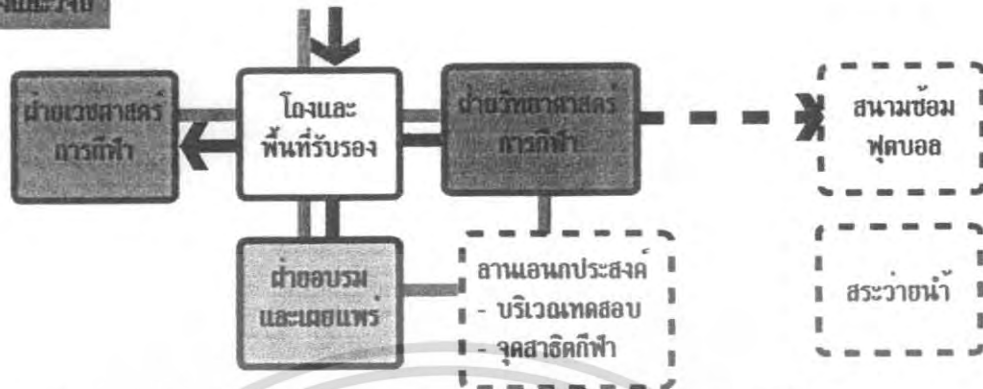 ฝ่ายเวชศาสตร์
การกีฬา
โถงและ
พื้นที่รับรอง
ฝ่ายวิทยาศาสตร์
การกีฬา
สนามซ้อม
ฟุตบอล
ฝ่ายอบรม
และเผยแพร่
ลานเอนกประสงค์
- บริเวณทดสอบ
- จุดสาธิตกีฬา
สระว่ายน้ำ